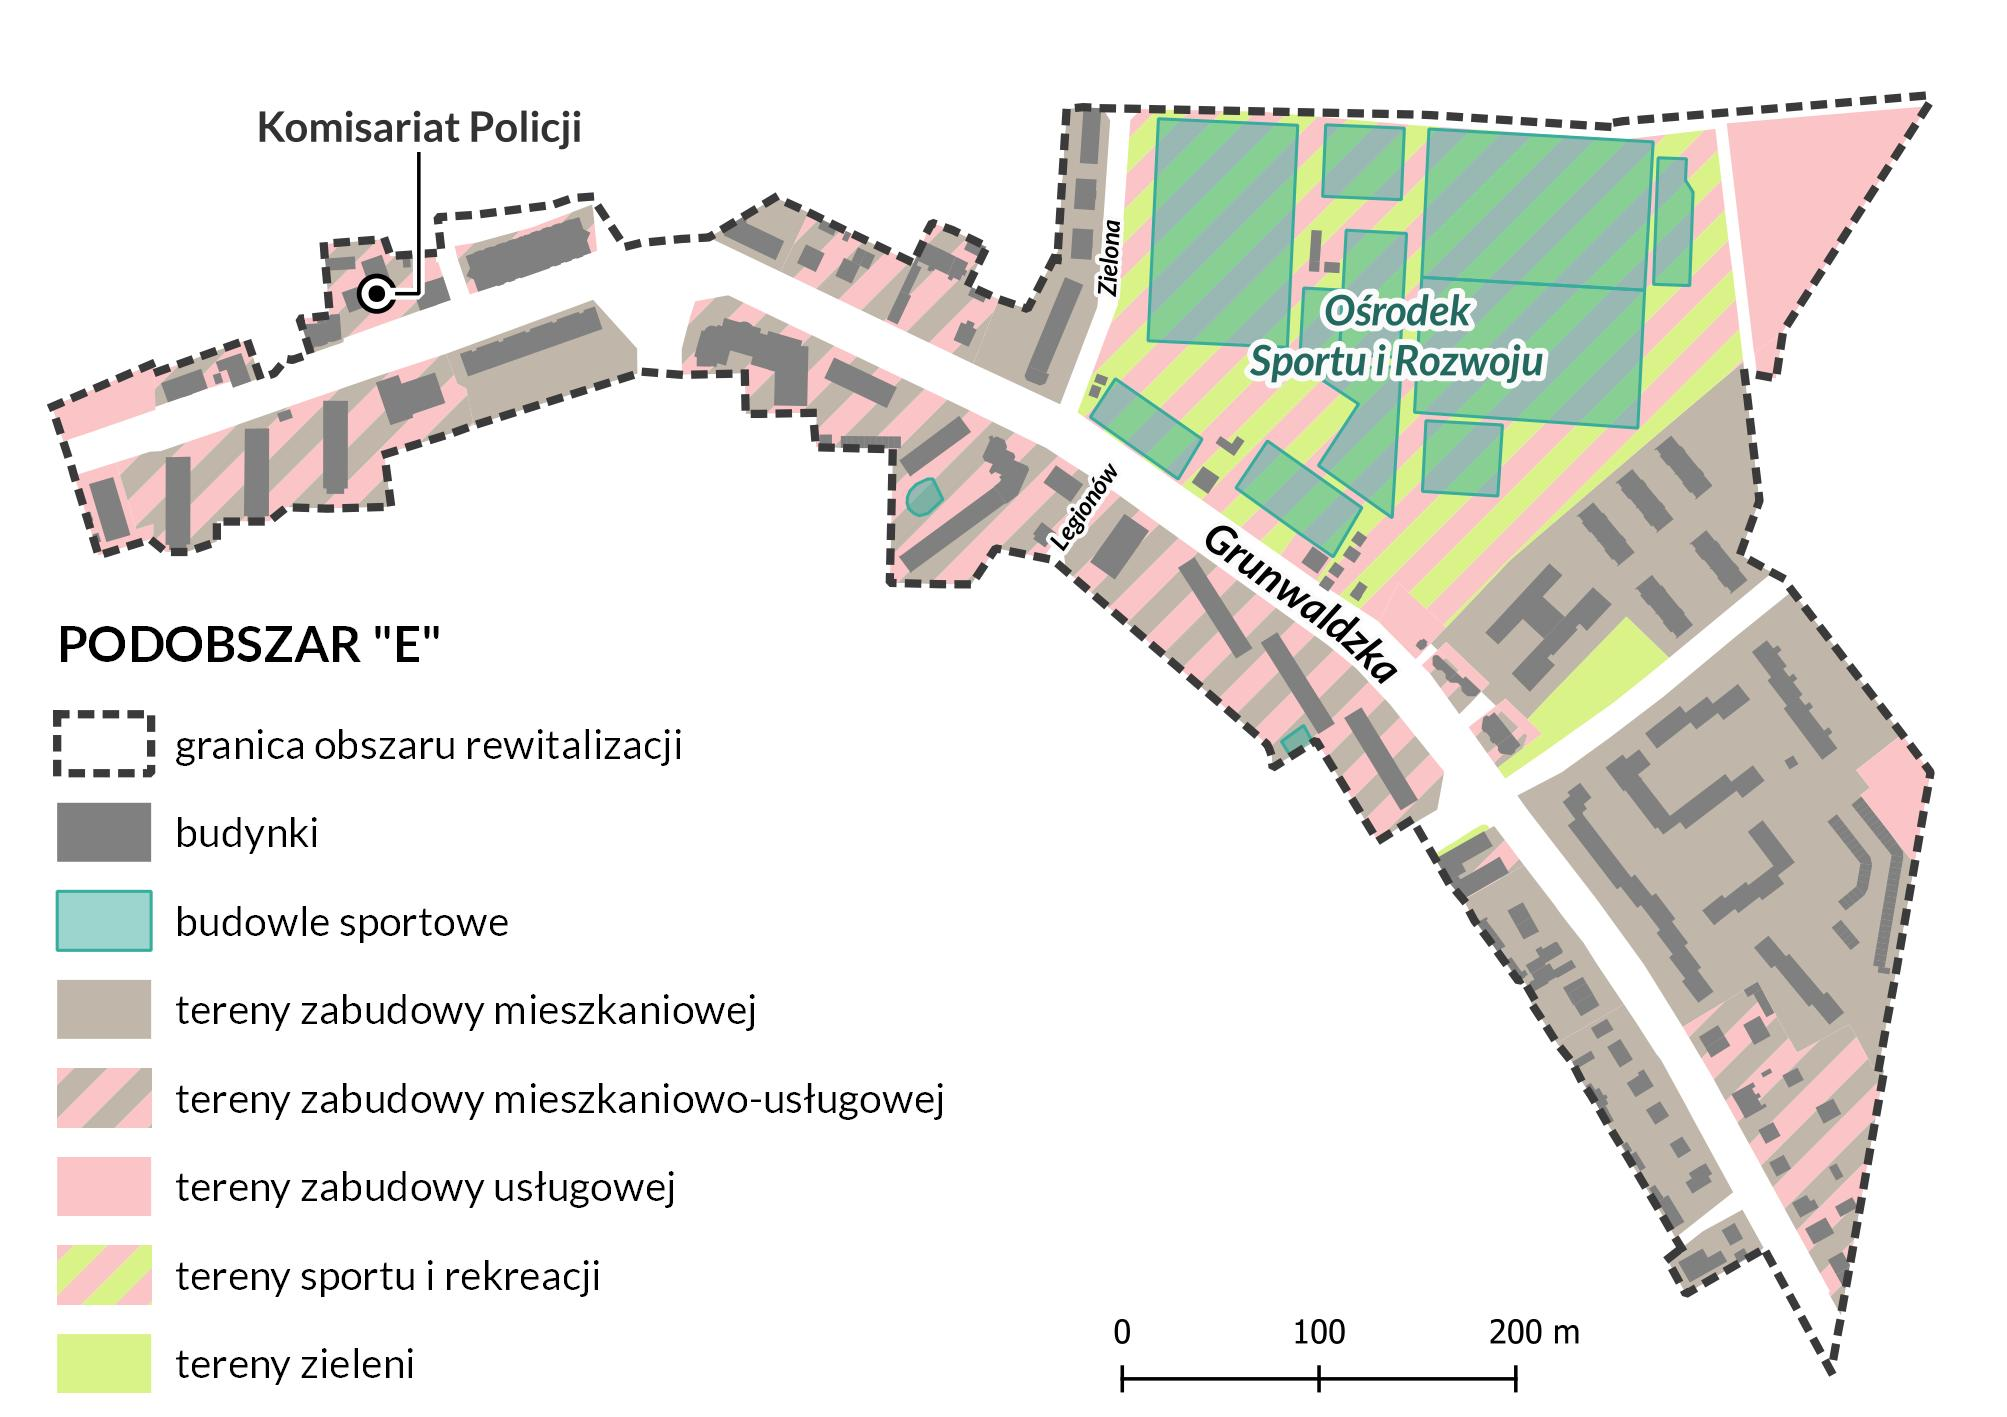 Komisariat Policji
Zielona
Ośrodek
Sportu i Rozwoju
Legionów
Grunwaldzka
PODOBSZAR "E"
granica obszaru rewitalizacji
budynki
budowle sportowe
tereny zabudowy mieszkaniowej
tereny zabudowy mieszkaniowo-usługowej
tereny zabudowy usługowej
tereny sportu i rekreacji
tereny zieleni
0 100 200 m